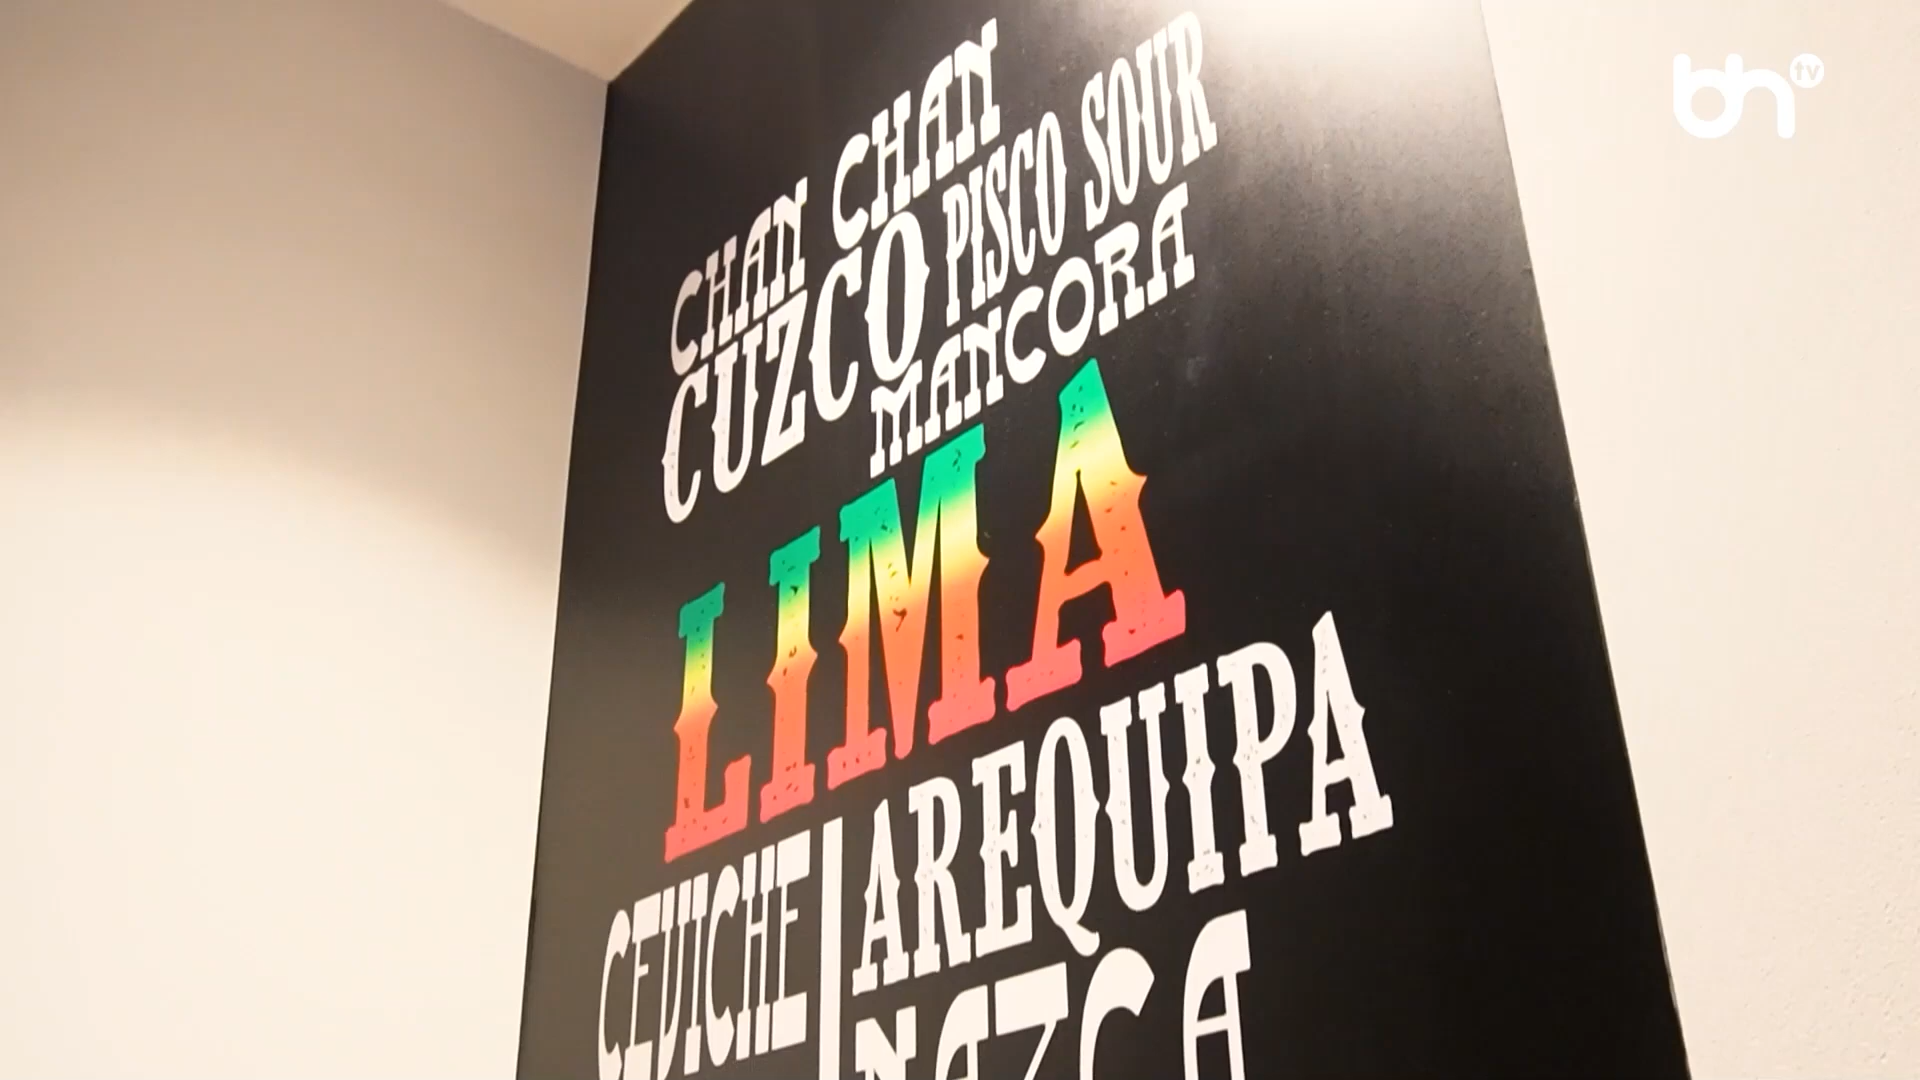 bh tv
CHAN CHAN
CUZCO PISCO SOUR
MANCORA
LIMA
CEVICHE | AREQUIPA
NAZCA